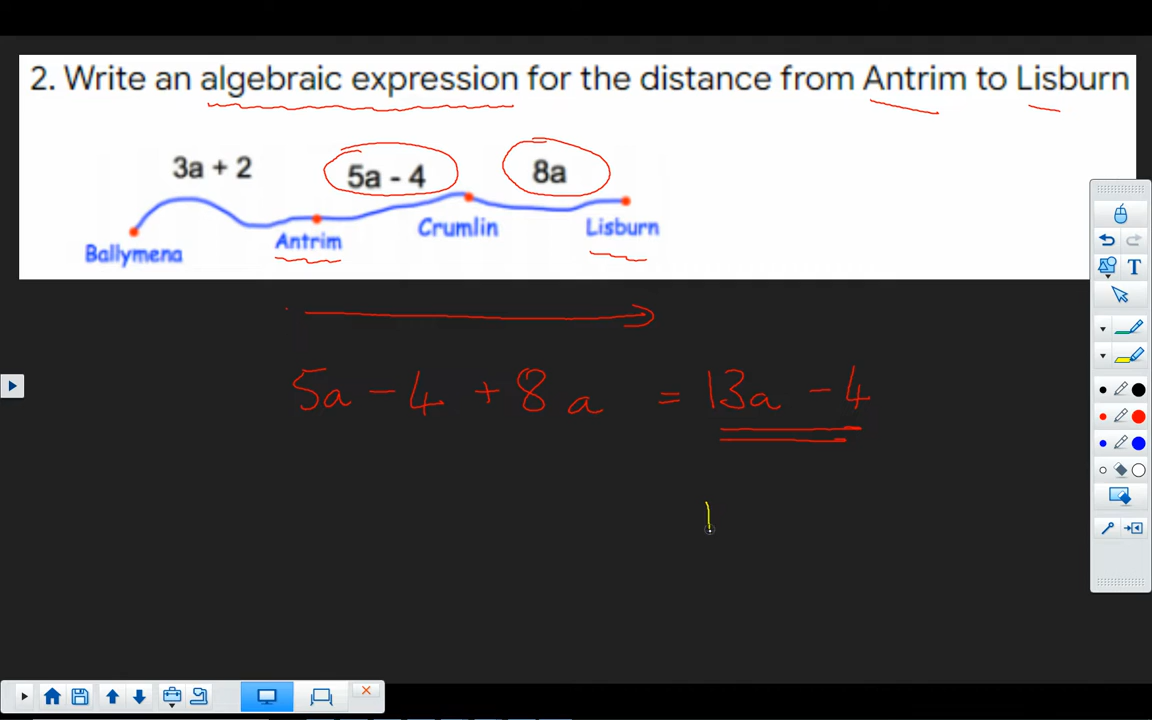 2. Write an algebraic expression for the distance from Antrim to Lisburn
3a + 2 5a - 4 8a
Ballymena Antrim Crumlin Lisburn
5a - 4 + 8a = 13a - 4
T